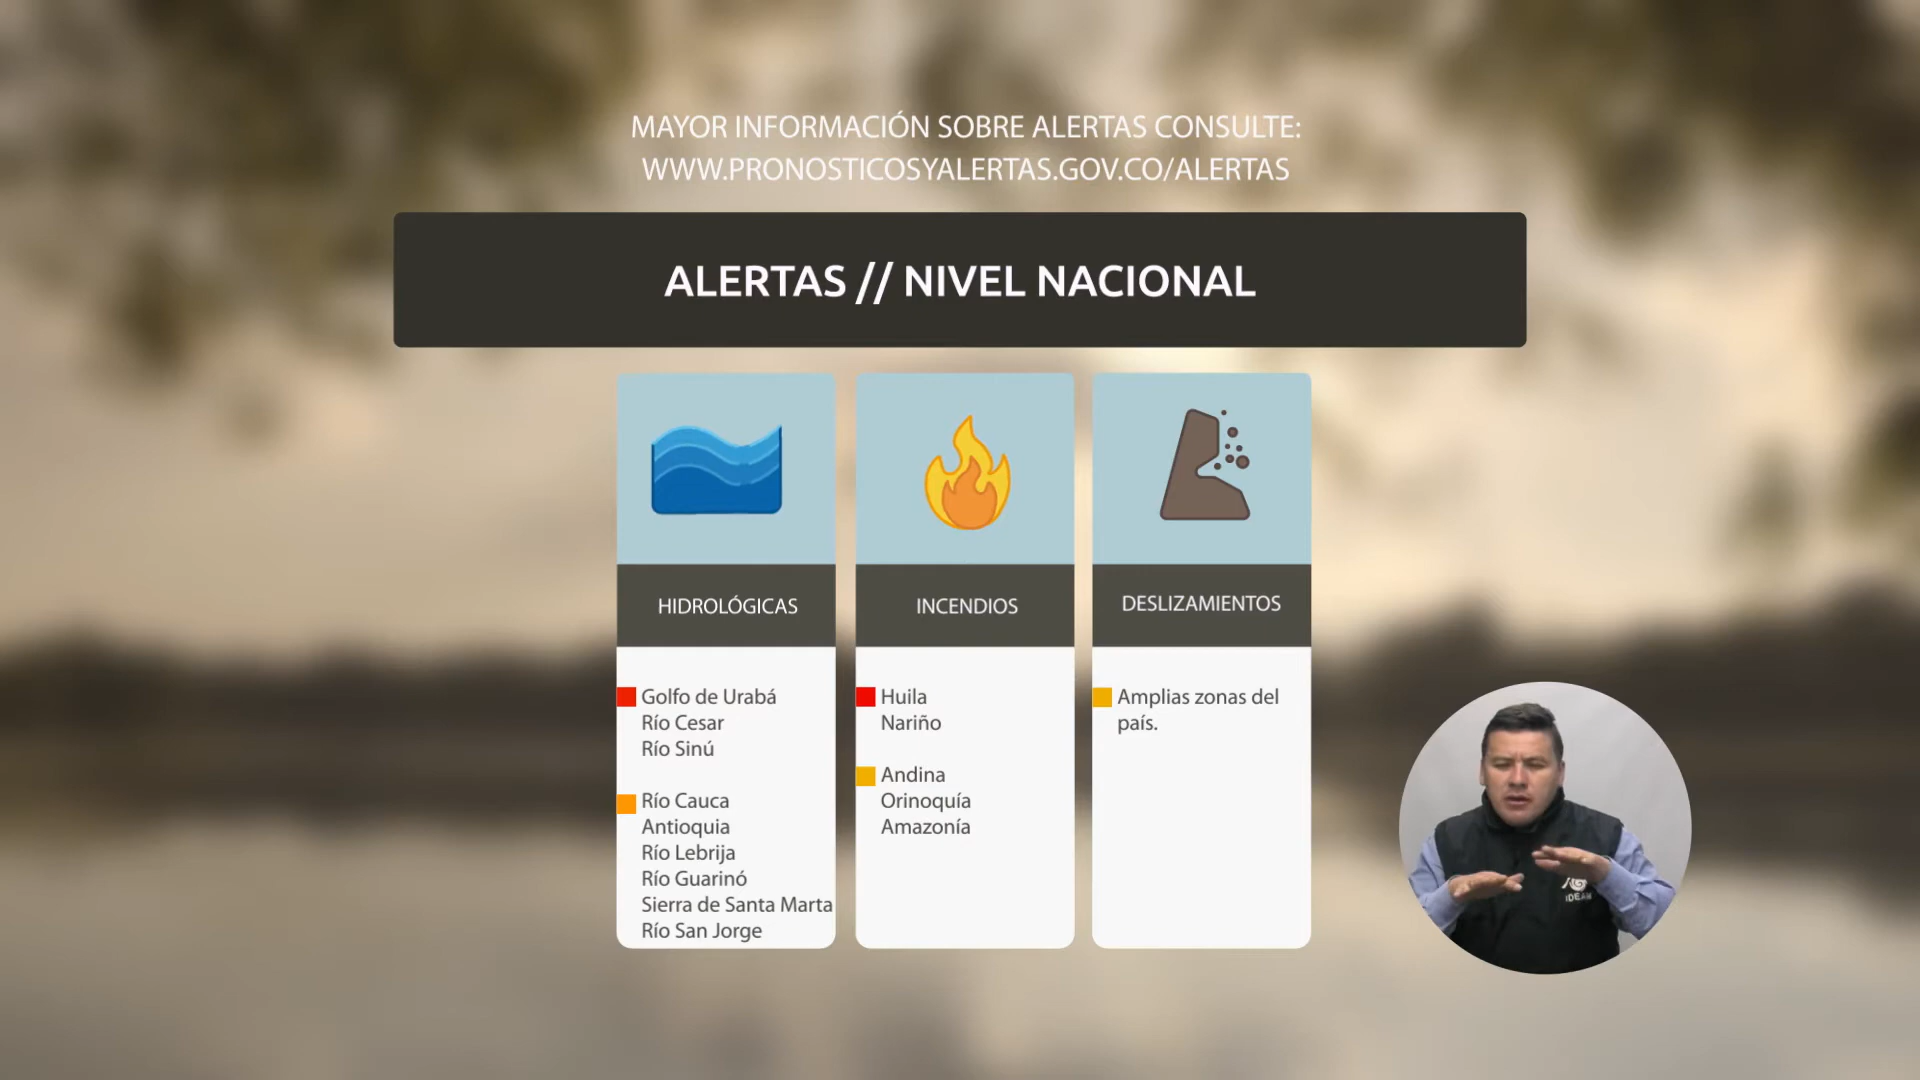 MAYOR INFORMACIÓN SOBRE ALERTAS CONSULTE:
WWW.PRONOSTICOSYALERTAS.GOV.CO/ALERTAS
ALERTAS // NIVEL NACIONAL
HIDROLÓGICAS
Golfo de Urabá
Río Cesar
Río Sinú
Río Cauca
Antioquia
Río Lebrija
Río Guarinó
Sierra de Santa Marta
Río San Jorge
INCENDIOS
Huila
Nariño
Andina
Orinoquía
Amazonía
DESLIZAMIENTOS
Amplias zonas del
país.
IDEAM